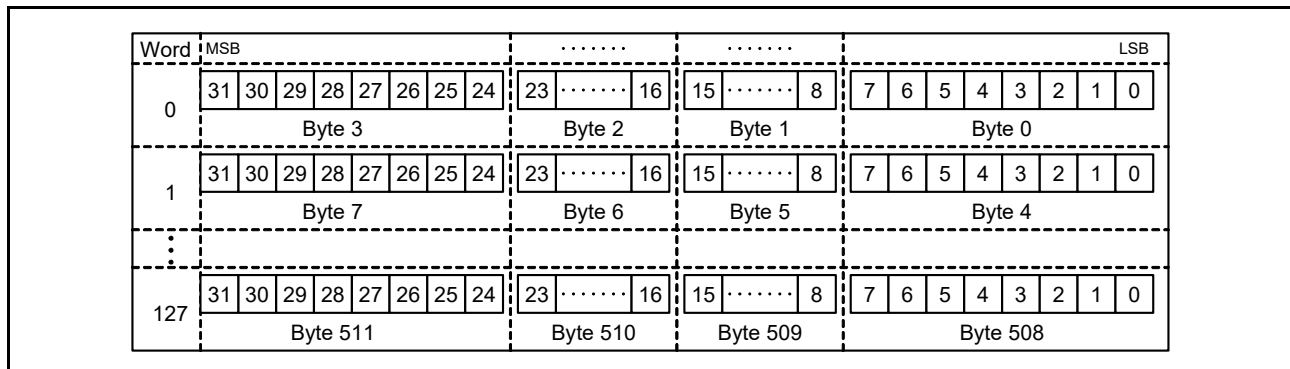 Word MSB ······· ······· LSB
0 31 30 29 28 27 26 25 24 23 ······· 16 15 ······· 8 7 6 5 4 3 2 1 0
Byte 3 Byte 2 Byte 1 Byte 0
1 31 30 29 28 27 26 25 24 23 ······· 16 15 ······· 8 7 6 5 4 3 2 1 0
Byte 7 Byte 6 Byte 5 Byte 4
⋮
127 31 30 29 28 27 26 25 24 23 ······· 16 15 ······· 8 7 6 5 4 3 2 1 0
Byte 511 Byte 510 Byte 509 Byte 508